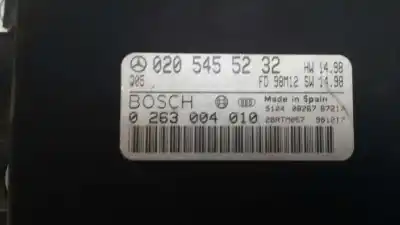 020 545 52 32 HW 14.98
Q05 FD 98M12 SW 14.98
BOSCH Made in Spain
0 263 004 010